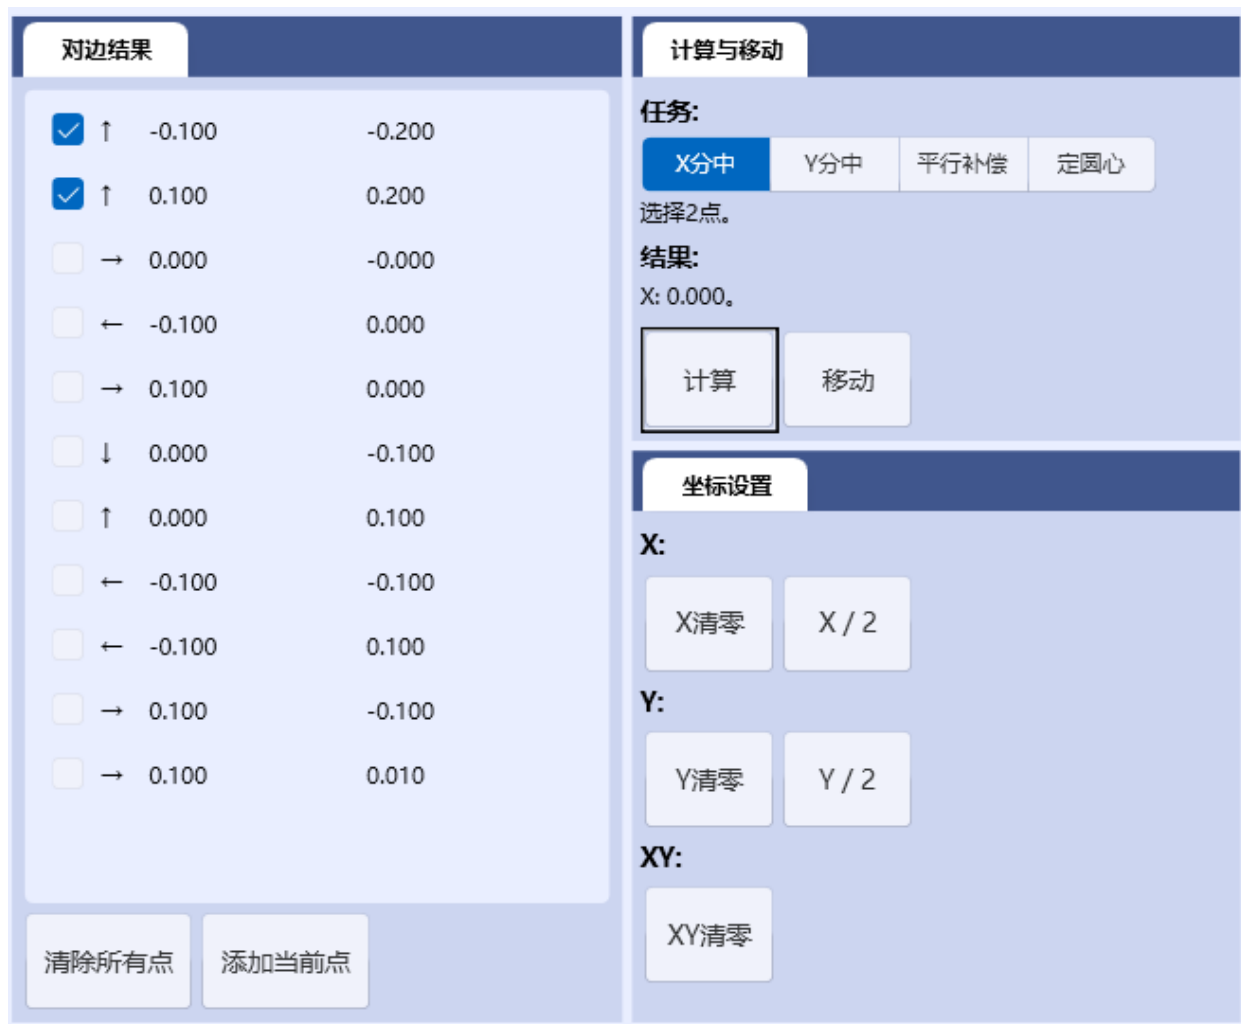 对边结果
↑ -0.100 -0.200
↑ 0.100 0.200
→ 0.000 -0.000
← -0.100 0.000
→ 0.100 0.000
↓ 0.000 -0.100
↑ 0.000 0.100
← -0.100 -0.100
← -0.100 0.100
→ 0.100 -0.100
→ 0.100 0.010
清除所有点 添加当前点
计算与移动
任务:
X分中 Y分中 平行补偿 定圆心
选择2点。
结果:
X: 0.000。
计算 移动
坐标设置
X:
X清零 X / 2
Y:
Y清零 Y / 2
XY:
XY清零